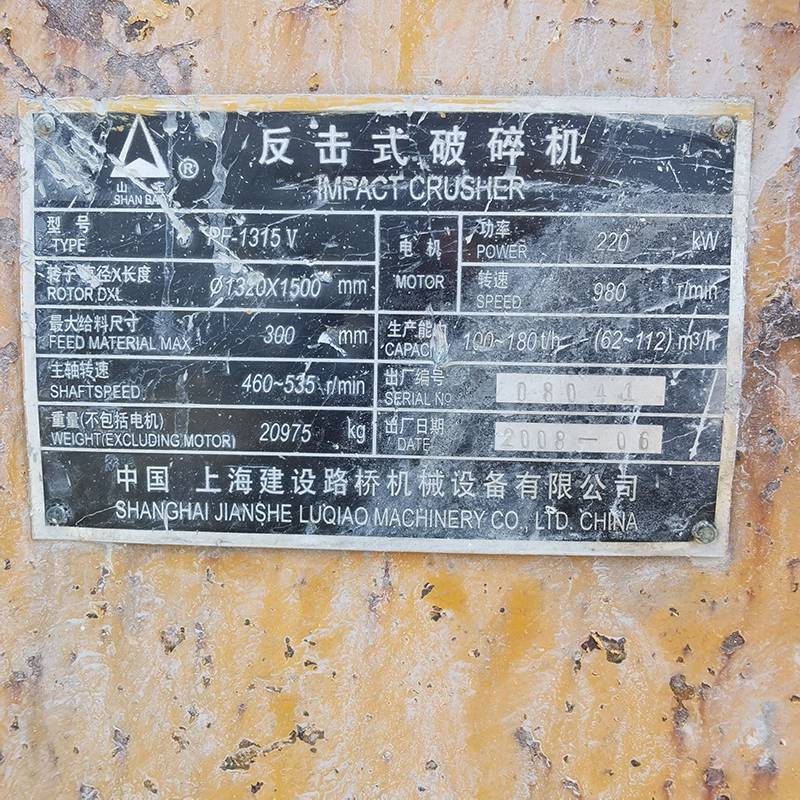 反击式破碎机
IMPACT CRUSHER
山宝
SHAN BAO
®
型号
TYPE
PF-1315 V
电机
MOTOR
功率
POWER
220
kW
转子直径X长度
ROTOR,DXL
Ø1320X1500 mm
转速
SPEED
980
r/min
最大给料尺寸
FEED MATERIAL MAX.
300 mm
生产能力
CAPACITY
100~180t/h (62~112) m³/h
主轴转速
SHAFTSPEED
460~535 r/min
出厂编号
SERIAL NO
08041
重量(不包括电机)
WEIGHT(EXCLUDING MOTOR)
20975 kg
出厂日期
DATE
2008-06
中国 上海建设路桥机械设备有限公司
SHANGHAI JIANSHE LUQIAO MACHINERY CO., LTD. CHINA